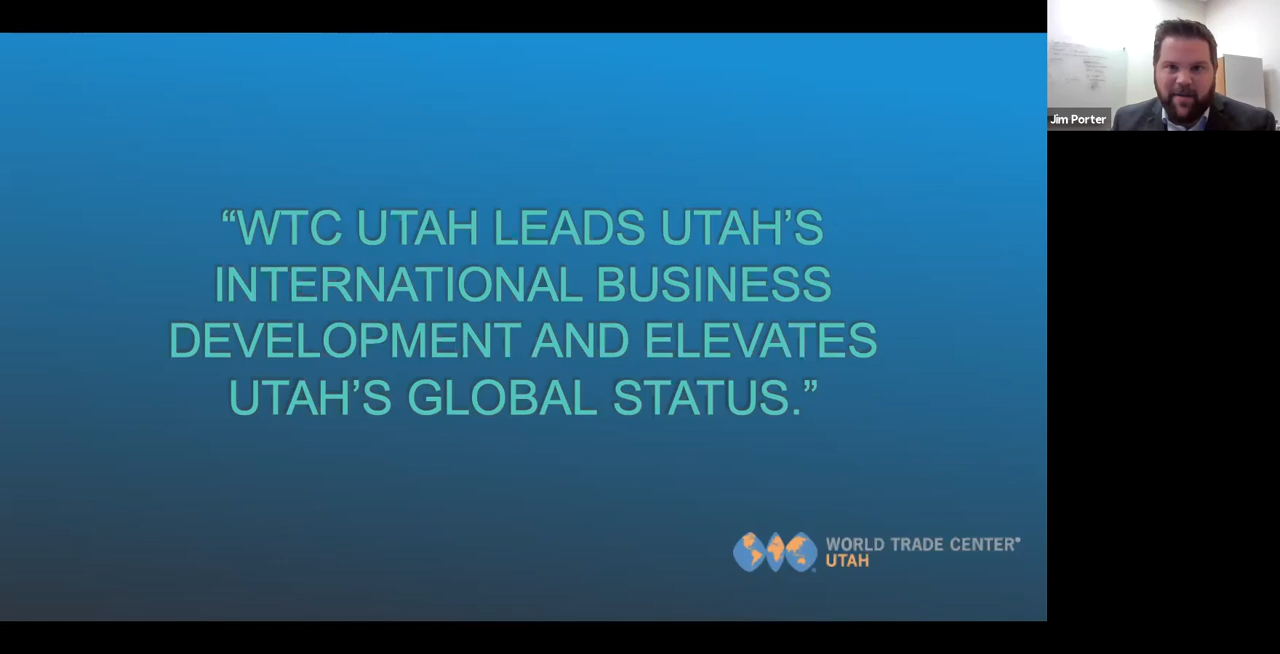 “WTC UTAH LEADS UTAH’S
INTERNATIONAL BUSINESS
DEVELOPMENT AND ELEVATES
UTAH’S GLOBAL STATUS.”
WORLD TRADE CENTER®
UTAH
Jim Porter